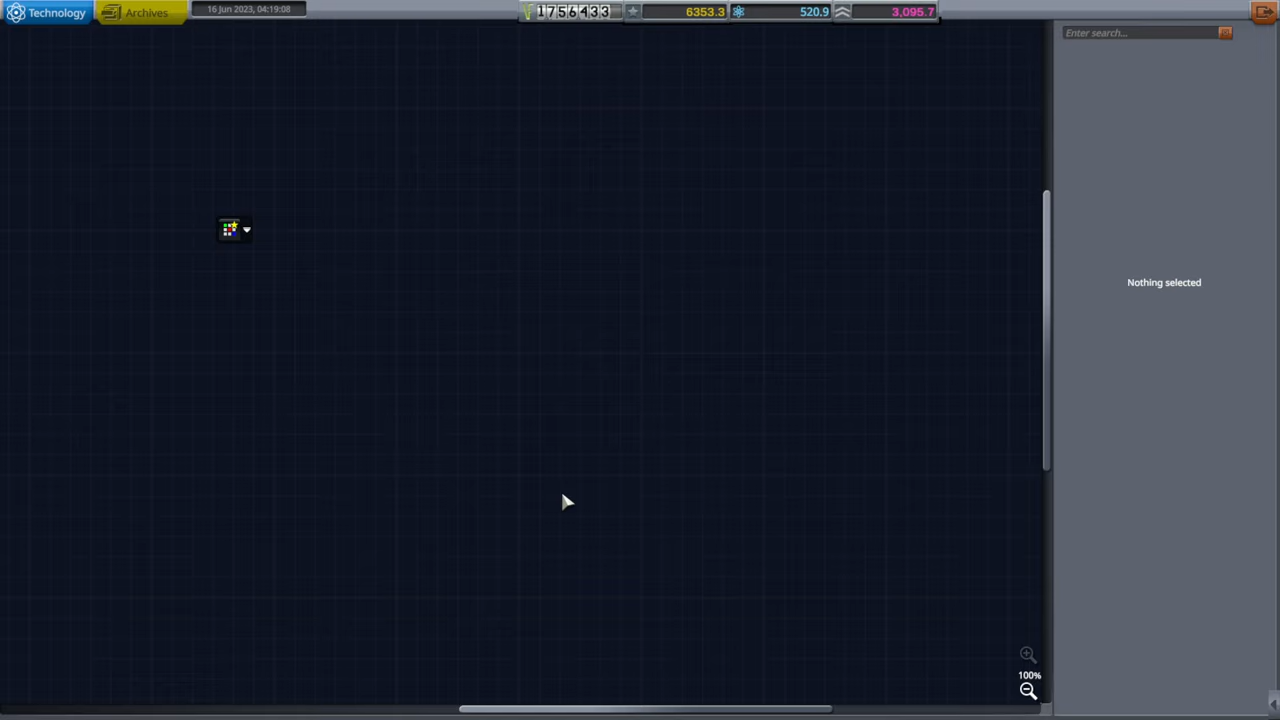 Technology
Archives
16 Jun 2023, 04:19:08
1756433
6353.3
520.9
3,095.7
Enter search...
Nothing selected
100%